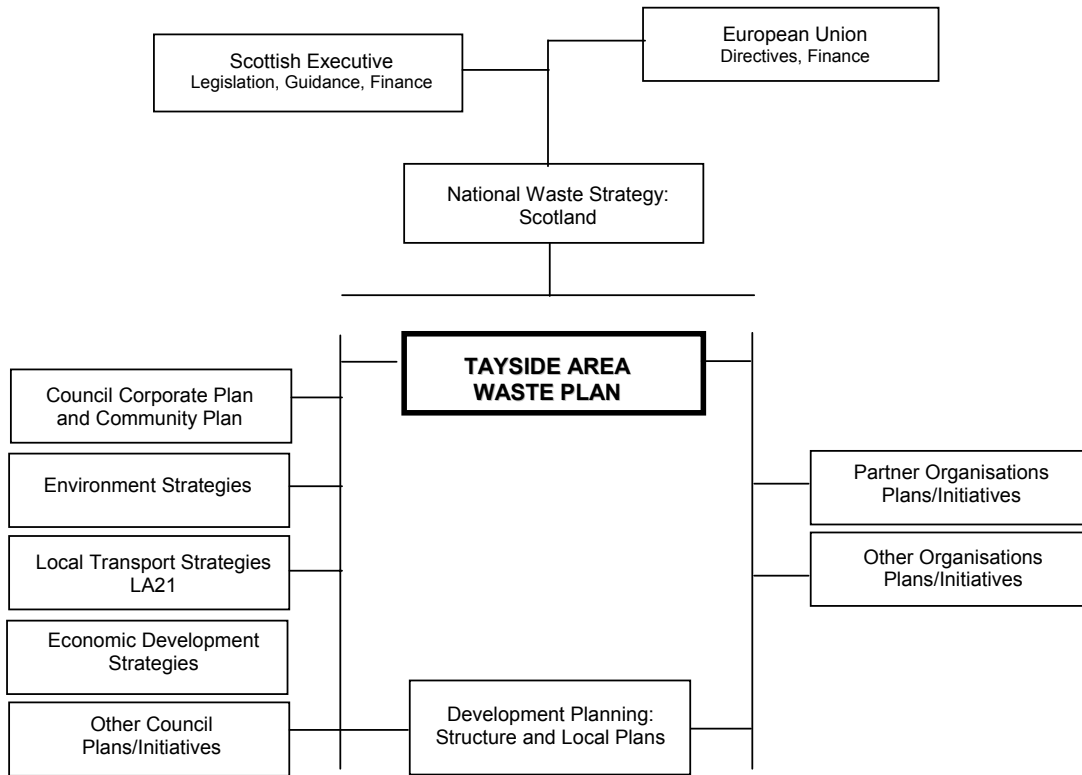 Scottish Executive
Legislation, Guidance, Finance
European Union
Directives, Finance
National Waste Strategy:
Scotland
TAYSIDE AREA
WASTE PLAN
Council Corporate Plan
and Community Plan
Environment Strategies
Local Transport Strategies
LA21
Economic Development
Strategies
Other Council
Plans/Initiatives
Partner Organisations
Plans/Initiatives
Other Organisations
Plans/Initiatives
Development Planning:
Structure and Local Plans